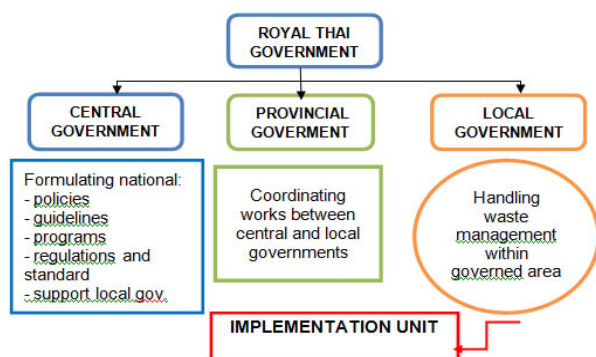 ROYAL THAI
GOVERNMENT
CENTRAL
GOVERNMENT
PROVINCIAL
GOVERMENT
LOCAL
GOVERNMENT
Formulating national:
- policies
- guidelines
- programs
- regulations and
standard
- support local gov.
Coordinating
works between
central and local
governments
Handling
waste
management
within
governed area
IMPLEMENTATION UNIT